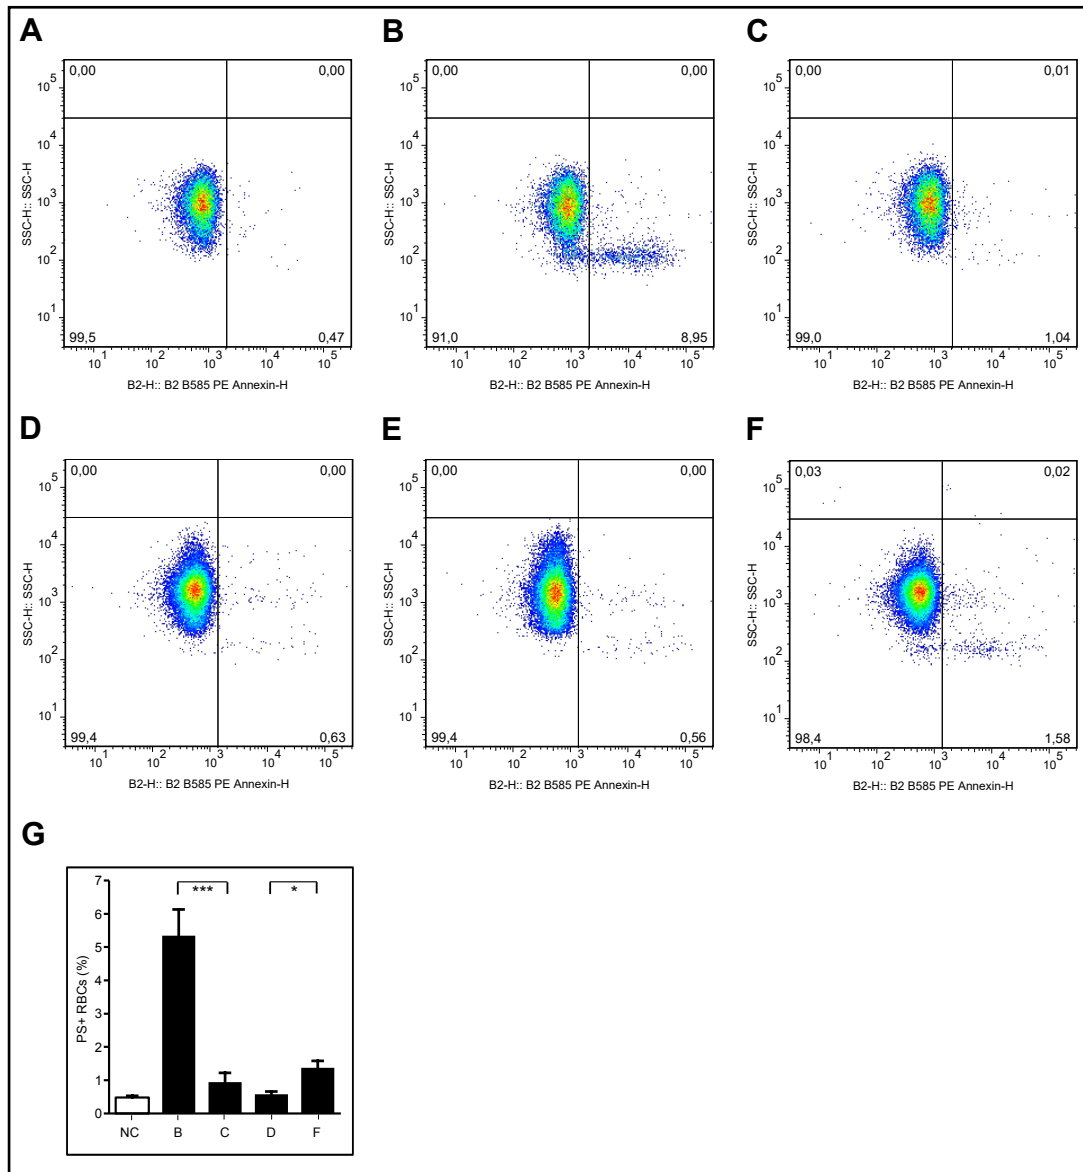 A
0,00 0,00
10^5
10^4
10^3
10^2
10^1
SSC-H:: SSC-H
99,5 0,47
10^1 10^2 10^3 10^4 10^5
B2-H:: B2 B585 PE Annexin-H
B
0,00 0,00
10^5
10^4
10^3
10^2
10^1
SSC-H:: SSC-H
91,0 8,95
10^1 10^2 10^3 10^4 10^5
B2-H:: B2 B585 PE Annexin-H
C
0,00 0,01
10^5
10^4
10^3
10^2
10^1
SSC-H:: SSC-H
99,0 1,04
10^1 10^2 10^3 10^4 10^5
B2-H:: B2 B585 PE Annexin-H
D
0,00 0,00
10^5
10^4
10^3
10^2
10^1
SSC-H:: SSC-H
99,4 0,63
10^1 10^2 10^3 10^4 10^5
B2-H:: B2 B585 PE Annexin-H
E
0,00 0,00
10^5
10^4
10^3
10^2
10^1
SSC-H:: SSC-H
99,4 0,56
10^1 10^2 10^3 10^4 10^5
B2-H:: B2 B585 PE Annexin-H
F
0,03 0,02
10^5
10^4
10^3
10^2
10^1
SSC-H:: SSC-H
98,4 1,58
10^1 10^2 10^3 10^4 10^5
B2-H:: B2 B585 PE Annexin-H
G
7
6
5
4
3
2
1
0
PS+ RBCs (%)
*** *
NC B C D F